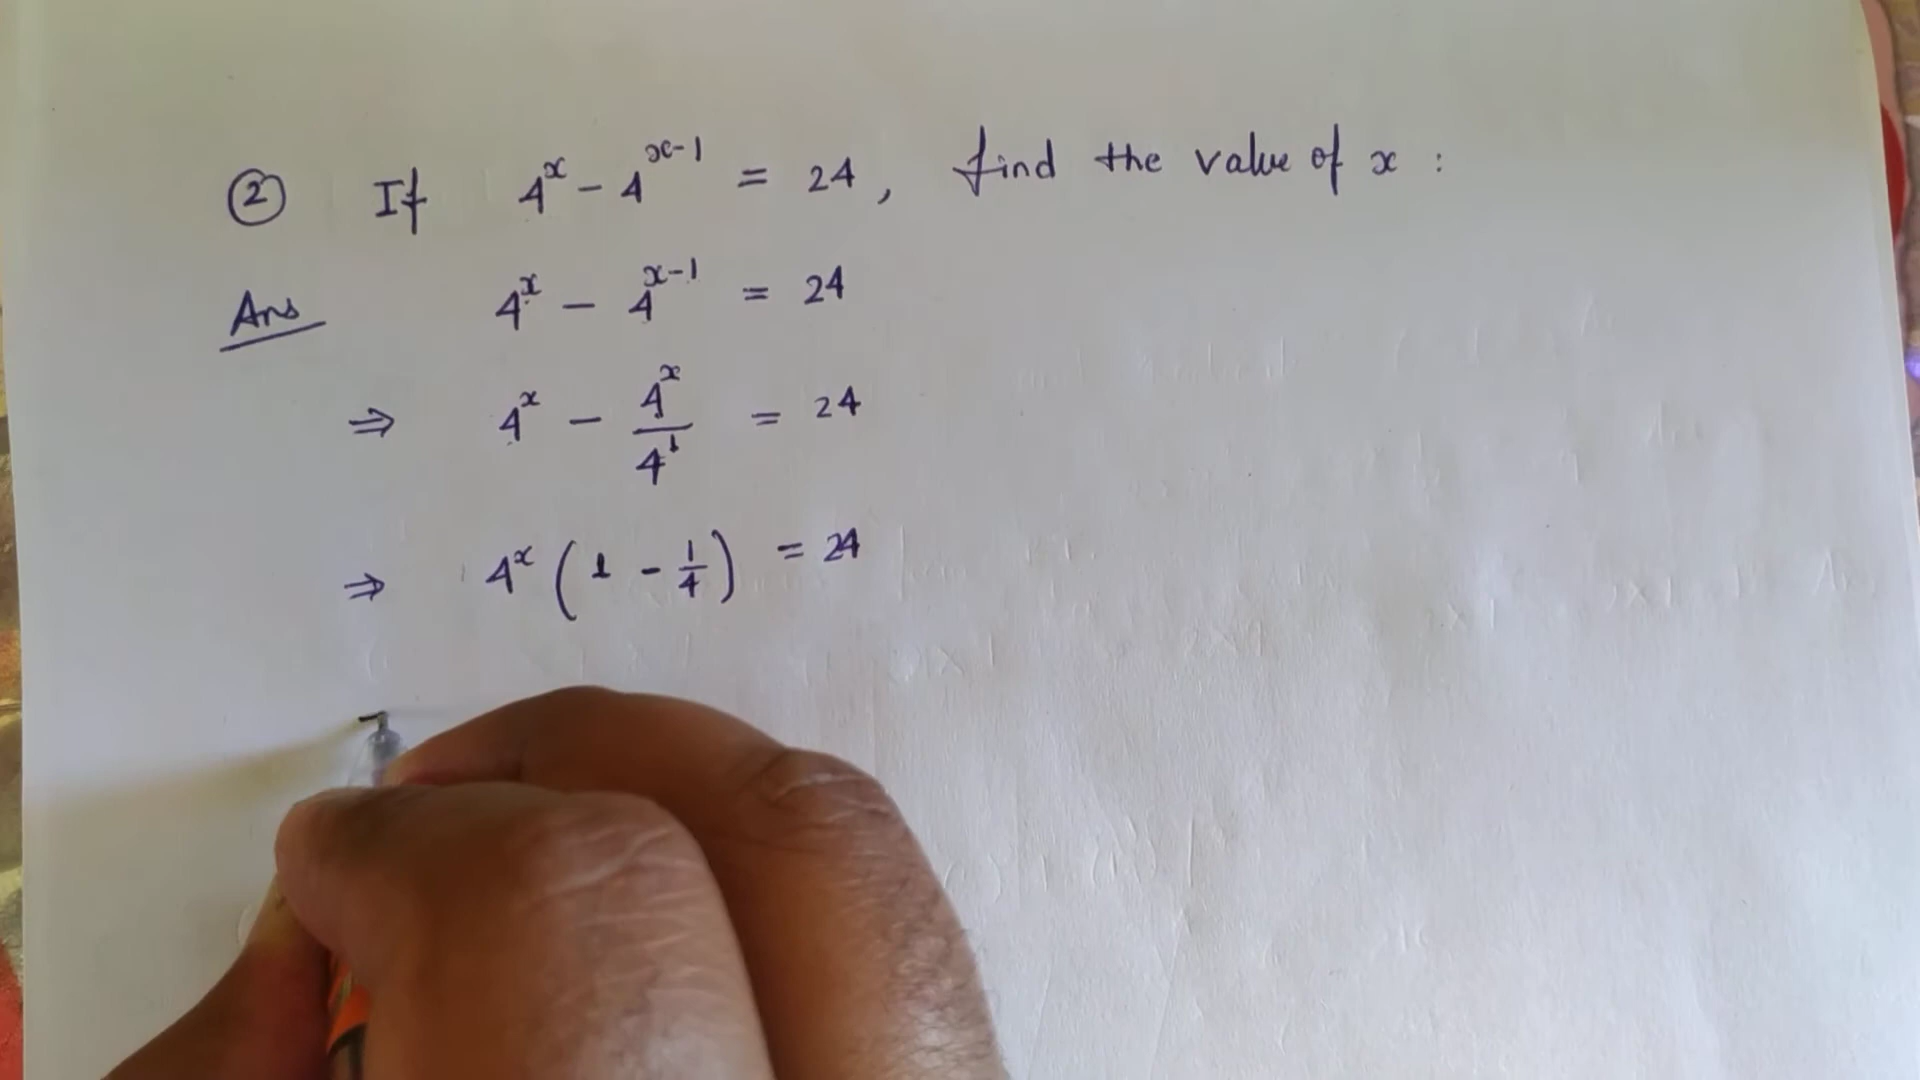 ② If 4^x - 4^(x-1) = 24, find the value of x :
Ans 4^x - 4^(x-1) = 24
⇒ 4^x - 4^x/4^1 = 24
⇒ 4^x (1 - 1/4) = 24